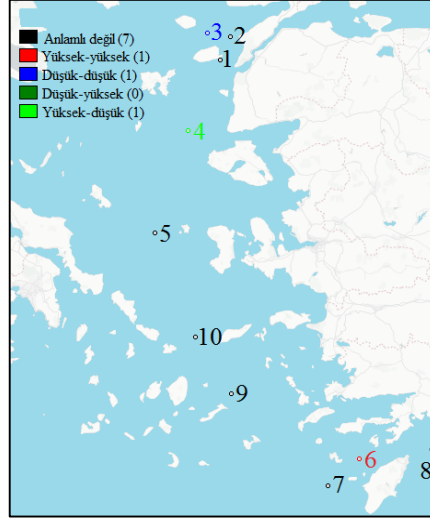 Anlamlı değil (7)
Yüksek-yüksek (1)
Düşük-düşük (1)
Düşük-yüksek (0)
Yüksek-düşük (1)
3
2
1
4
5
10
9
6
8
7